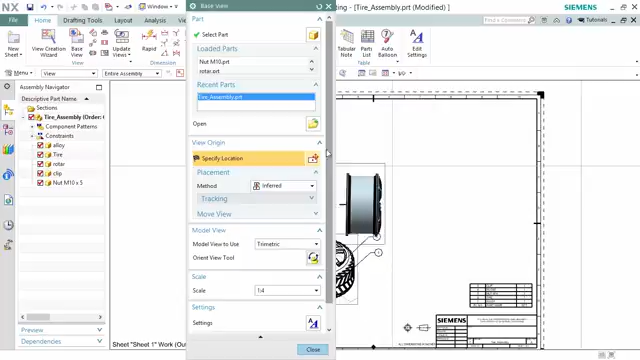 NX
Window
Drafting - [Tire_Assembly.prt (Modified) ]
SIEMENS
File
Home
Drafting Tools
Find a Command
Tutorials
New Sheet
View Creation Wizard
Base View
Update Views
Rapid
Tabular Note
Parts List
Auto Balloon
Edit Settings
Menu
View
Entire Assembly
Assembly Navigator
Descriptive Part Name
Sections
Tire_Assembly (Order:
Component Patterns
Constraints
alloy
Tire
rotar
clip
Nut M10 x 5
Preview
Dependencies
Base View
Part
Select Part
Loaded Parts
Nut M10.prt
rotar.prt
Recent Parts
Tire_Assembly.prt
Open
View Origin
Specify Location
Placement
Method
Inferred
Tracking
Move View
Model View
Model View to Use
Trimetric
Orient View Tool
Scale
Scale
1:4
Settings
Settings
Close
Sheet "Sheet 1" Work
SIEMENS